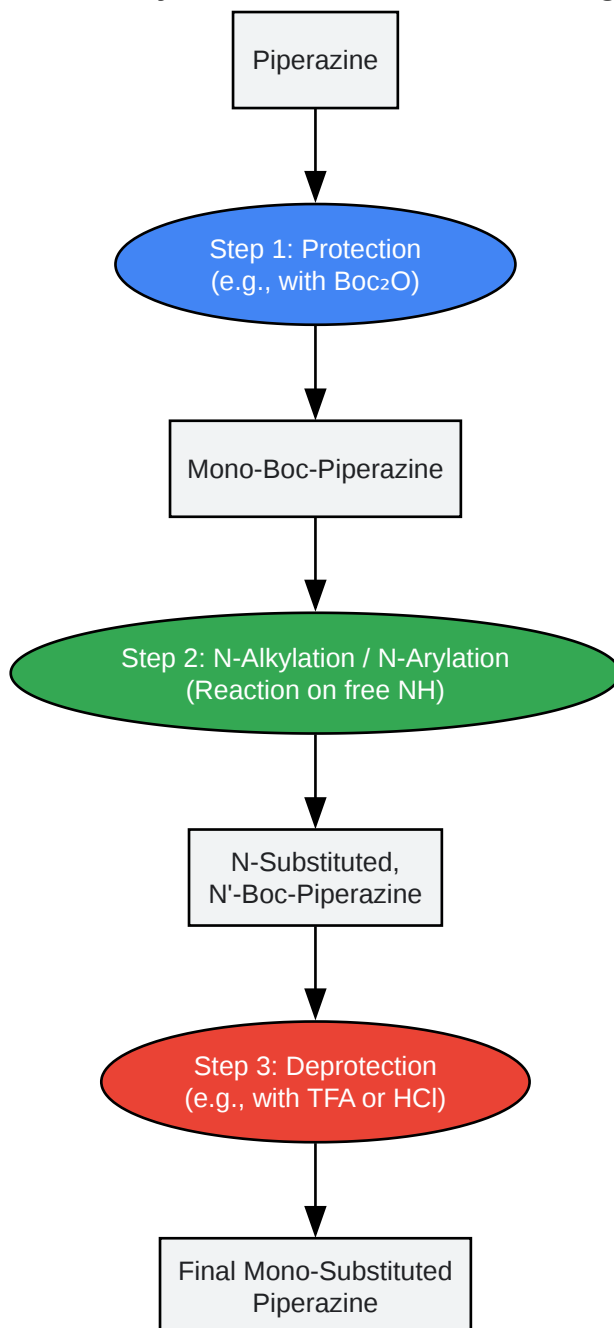 Piperazine
Step 1: Protection
(e.g., with Boc₂O)
Mono-Boc-Piperazine
Step 2: N-Alkylation / N-Arylation
(Reaction on free NH)
N-Substituted,
N'-Boc-Piperazine
Step 3: Deprotection
(e.g., with TFA or HCl)
Final Mono-Substituted
Piperazine